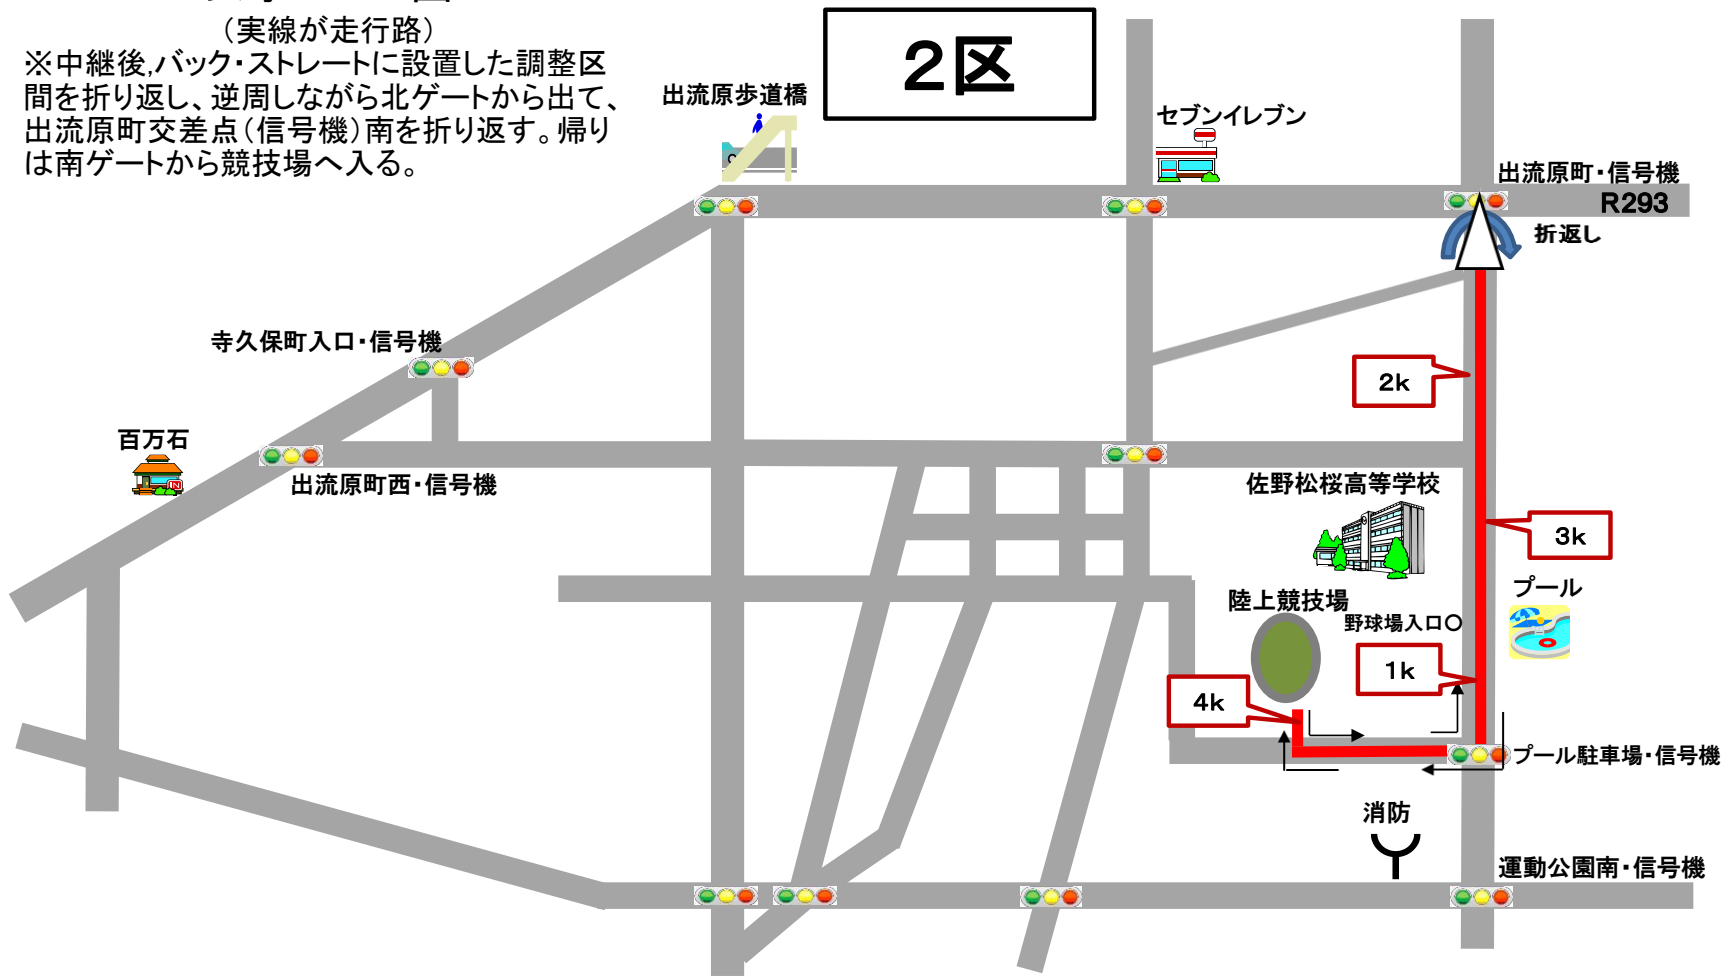 (実線が走行路)
※中継後,バック・ストレートに設置した調整区
間を折り返し、逆周しながら北ゲートから出て、
出流原町交差点(信号機)南を折り返す。帰り
は南ゲートから競技場へ入る。
2区
出流原歩道橋
セブンイレブン
出流原町・信号機
R293
折返し
寺久保町入口・信号機
2k
百万石
出流原町西・信号機
佐野松桜高等学校
3k
プール
陸上競技場
野球場入口〇
1k
4k
プール駐車場・信号機
消防
運動公園南・信号機